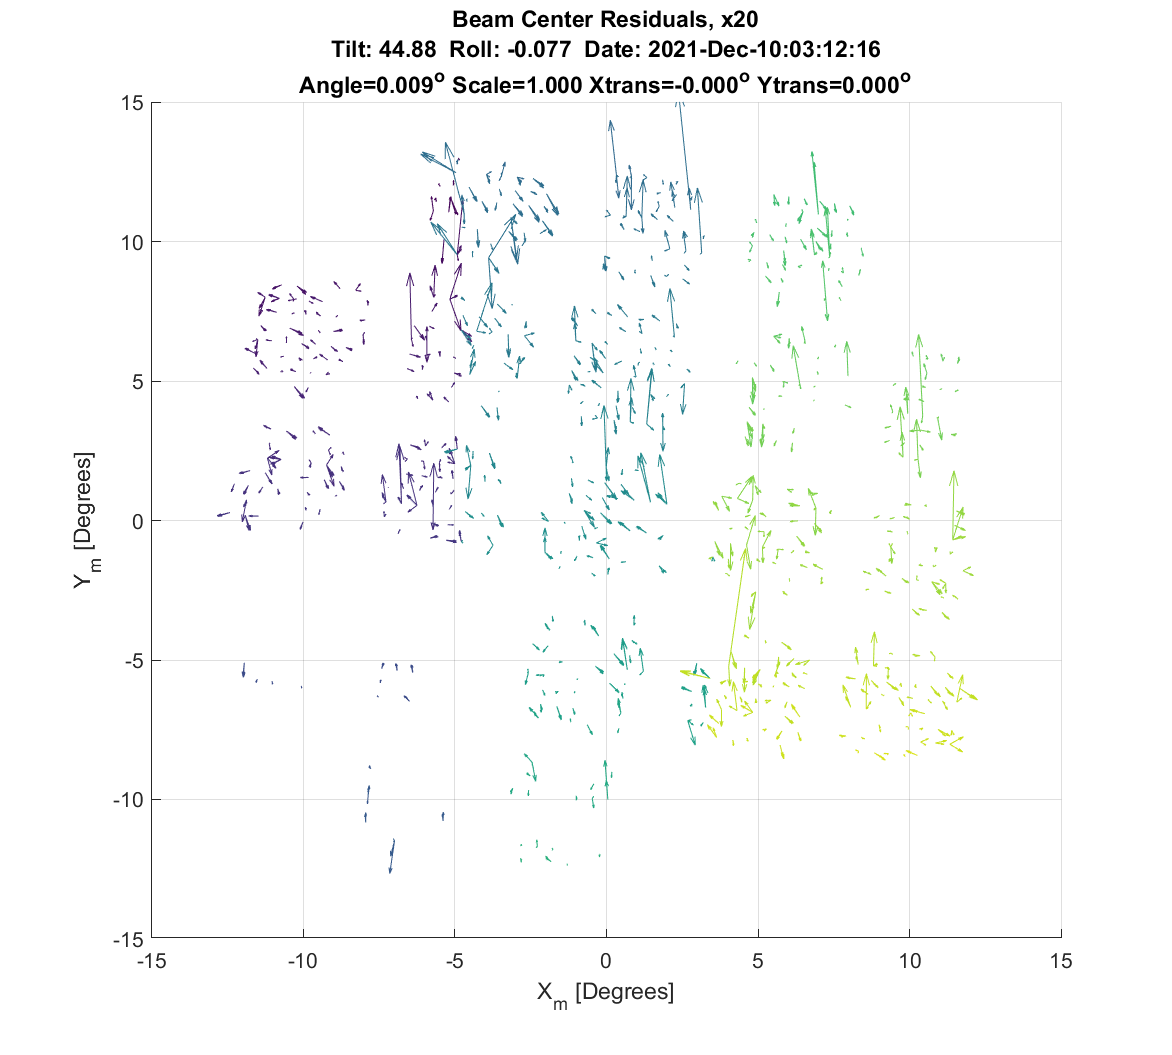 Beam Center Residuals, x20
Tilt: 44.88  Roll: -0.077  Date: 2021-Dec-10:03:12:16
Angle=0.009° Scale=1.000 Xtrans=-0.000° Ytrans=0.000°
15
10
5
0
-5
-10
-15
Y_m [Degrees]
-15 -10 -5 0 5 10 15
X_m [Degrees]